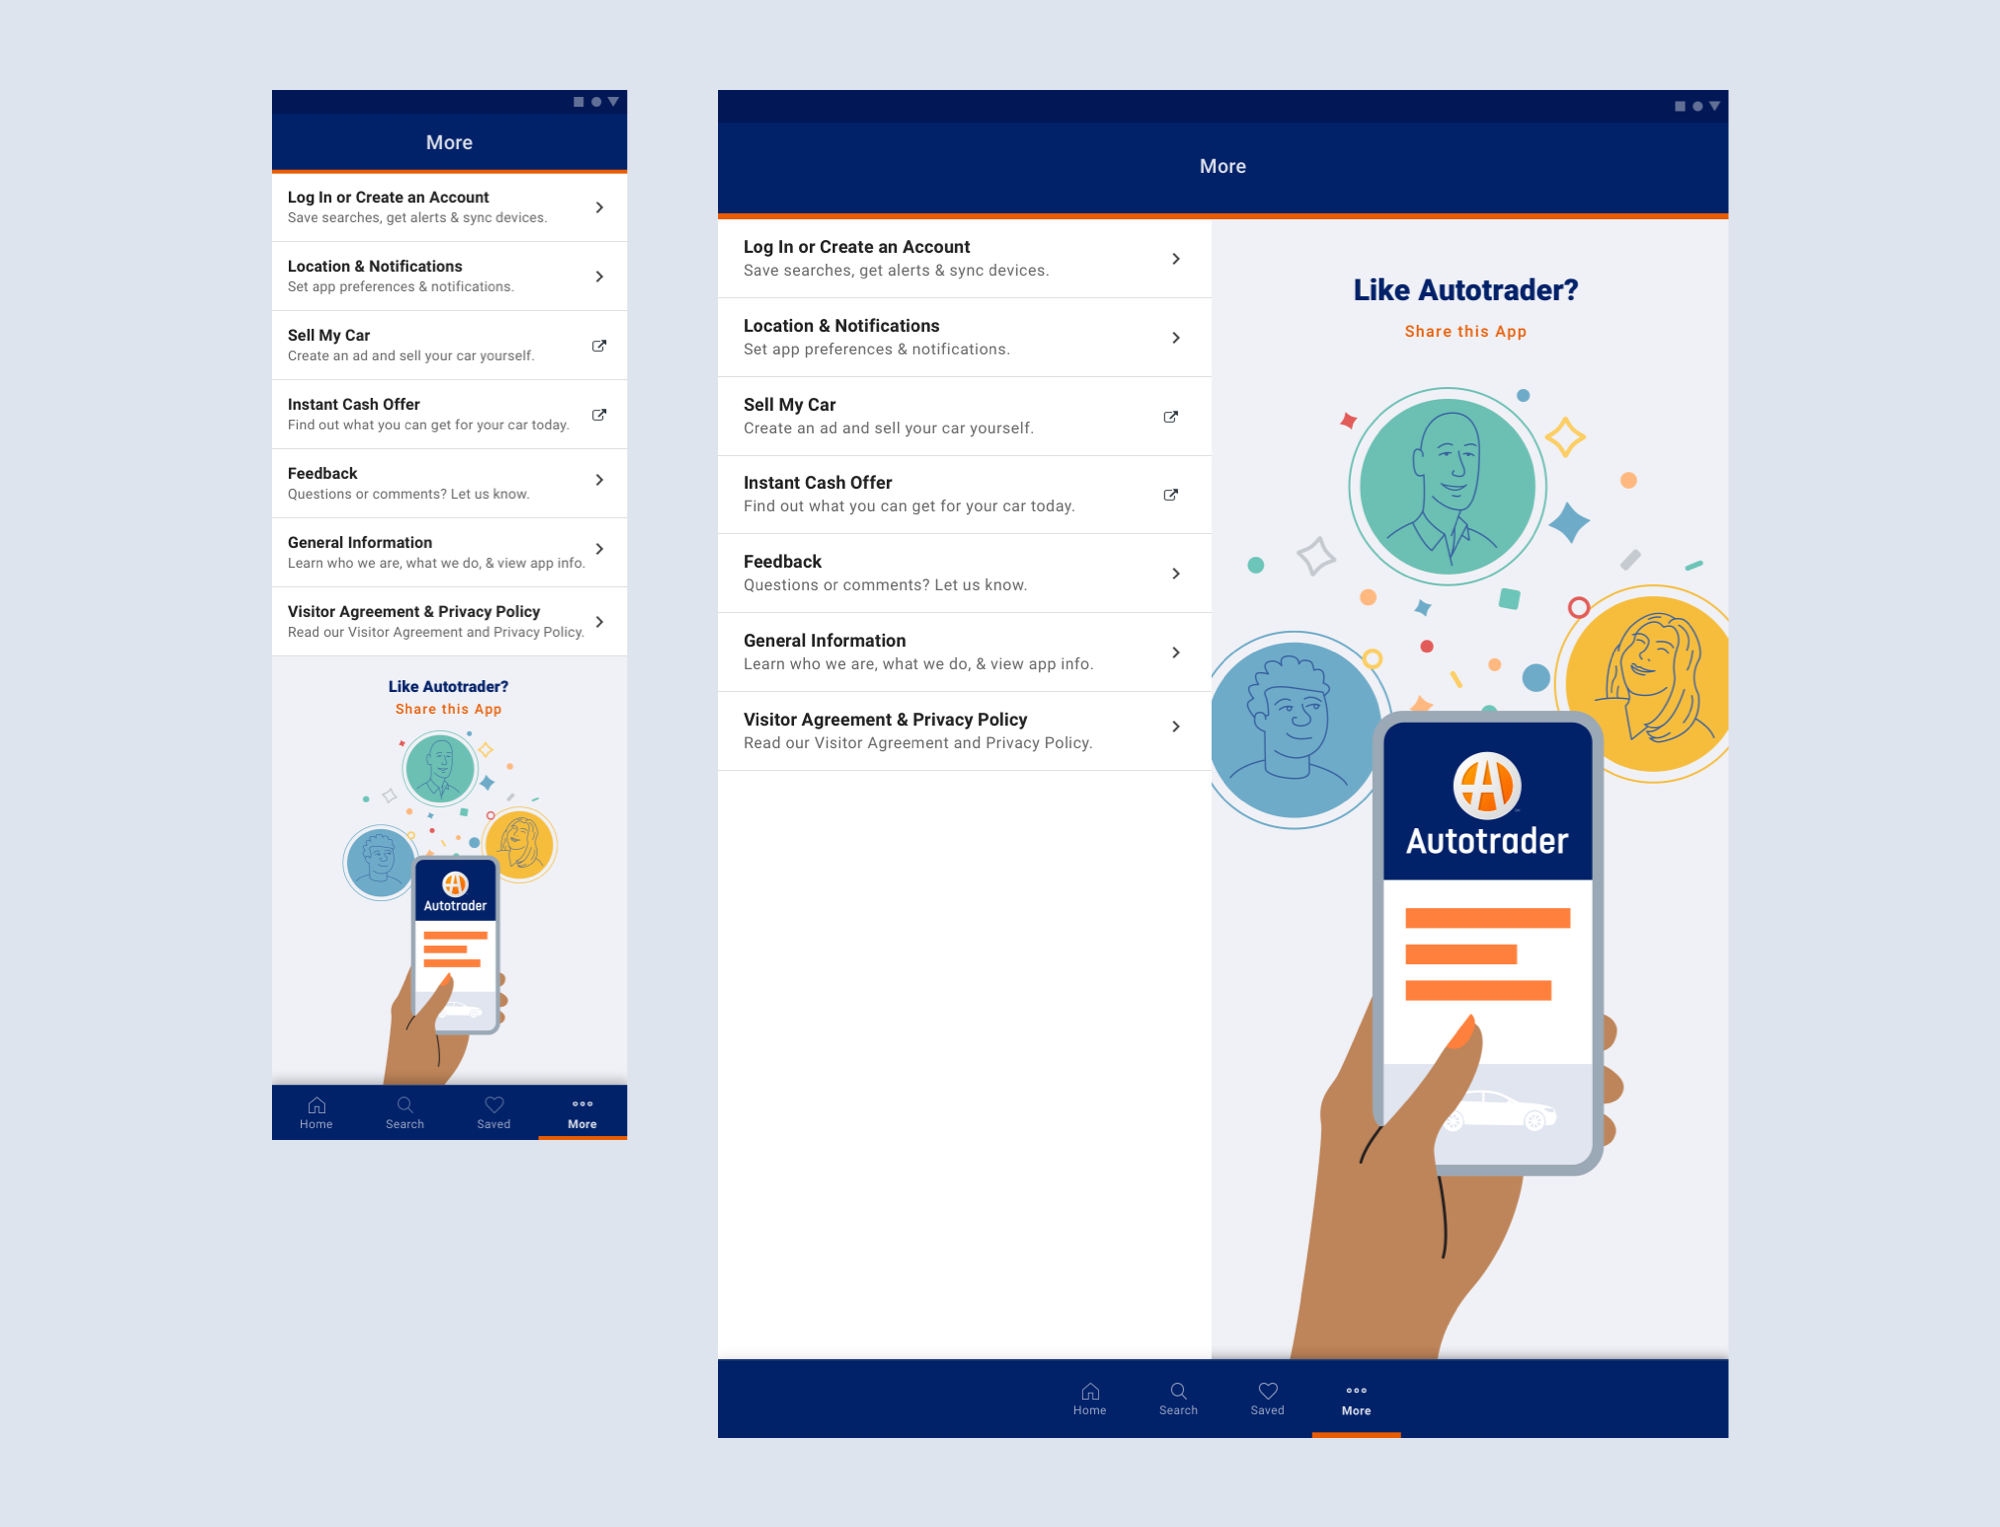 More
Log In or Create an Account
Save searches, get alerts & sync devices.
Location & Notifications
Set app preferences & notifications.
Sell My Car
Create an ad and sell your car yourself.
Instant Cash Offer
Find out what you can get for your car today.
Feedback
Questions or comments? Let us know.
General Information
Learn who we are, what we do, & view app info.
Visitor Agreement & Privacy Policy
Read our Visitor Agreement and Privacy Policy.
Like Autotrader?
Share this App
Autotrader
Home Search Saved More
More
Log In or Create an Account
Save searches, get alerts & sync devices.
Location & Notifications
Set app preferences & notifications.
Sell My Car
Create an ad and sell your car yourself.
Instant Cash Offer
Find out what you can get for your car today.
Feedback
Questions or comments? Let us know.
General Information
Learn who we are, what we do, & view app info.
Visitor Agreement & Privacy Policy
Read our Visitor Agreement and Privacy Policy.
Like Autotrader?
Share this App
Autotrader
Home Search Saved More